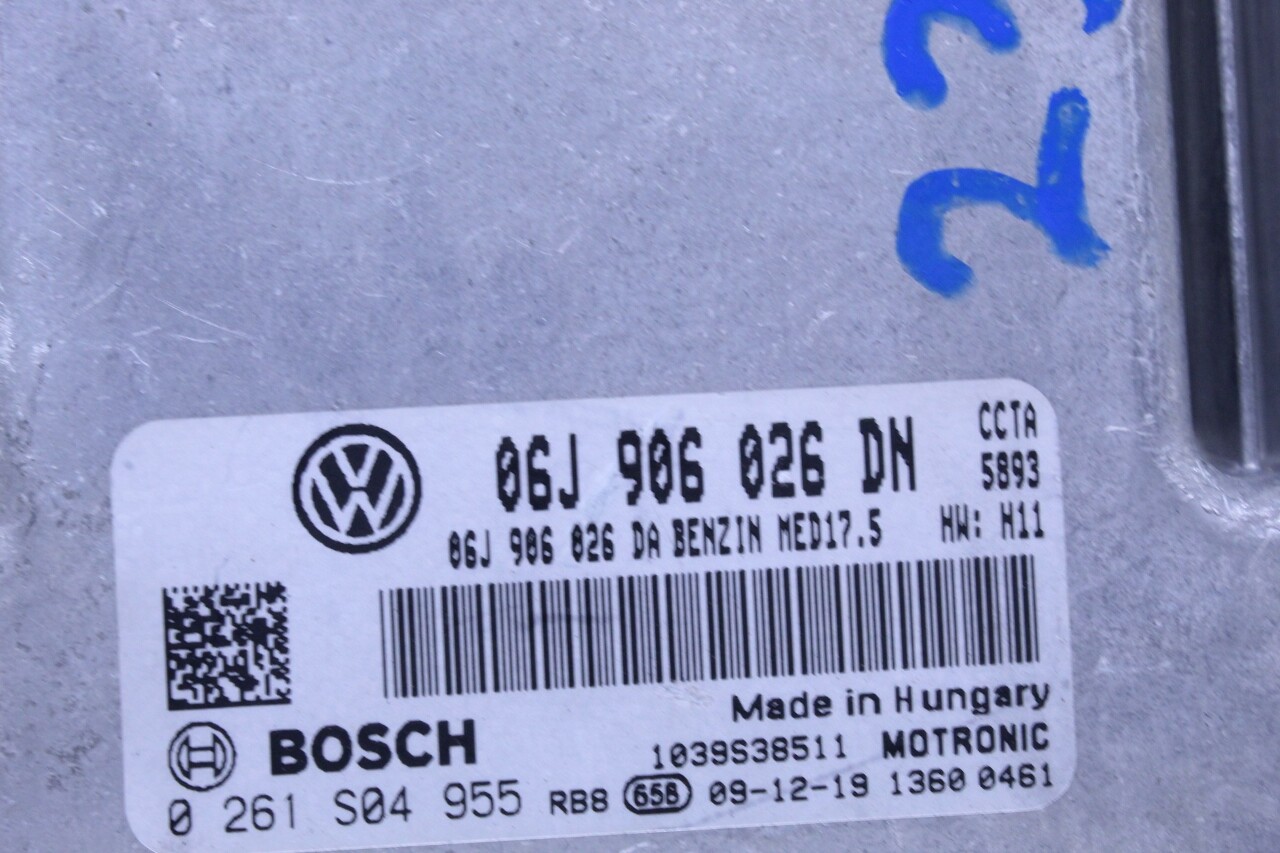 06J 906 026 DN
CCTA
5893
06J 906 026 DA BENZIN MED17.5
HW: H11
Made in Hungary
BOSCH
1039S38511 MOTRONIC
0 261 S04 955 RB8 658 09-12-19 1360 0461